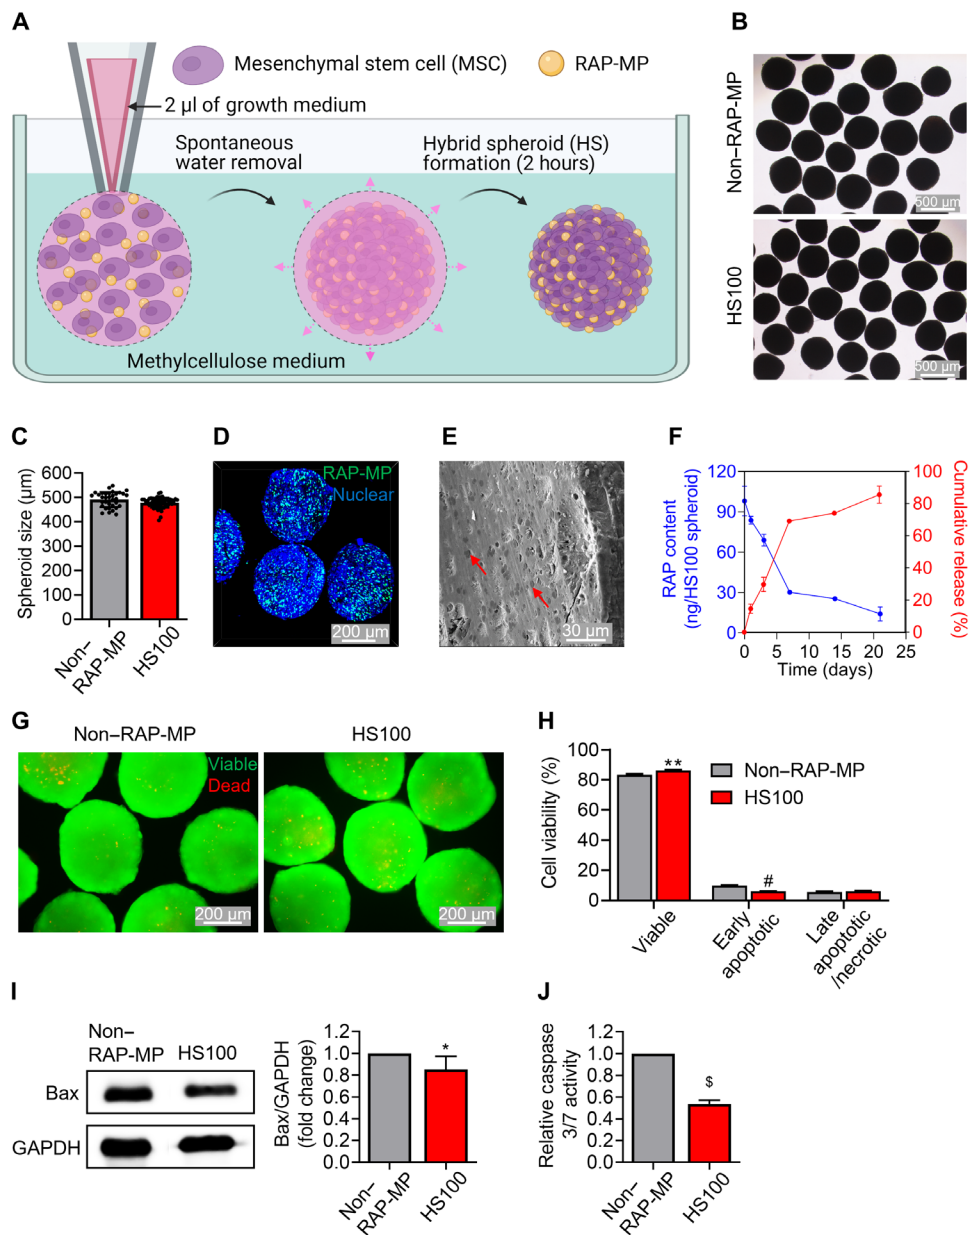 A
Mesenchymal stem cell (MSC)
RAP-MP
2 µl of growth medium
Spontaneous
water removal
Hybrid spheroid (HS)
formation (2 hours)
Methylcellulose medium
B
Non–RAP-MP
500 µm
HS100
500 µm
C
Spheroid size (µm)
600
500
400
300
200
100
0
Non–
RAP-MP
HS100
D
RAP-MP
Nuclear
200 µm
E
30 µm
F
RAP content
(ng/HS100 spheroid)
120
90
60
30
0
100
80
60
40
20
0
Cumulative
release (%)
0 5 10 15 20 25
Time (days)
G
Non–RAP-MP
HS100
Viable
Dead
200 µm
200 µm
H
Cell viability (%)
100
80
60
40
20
0
**
#
Non–RAP-MP
HS100
Viable
Early
apoptotic
Late
apoptotic
/necrotic
I
Non–
RAP-MP
HS100
Bax
GAPDH
Bax/GAPDH
(fold change)
1.2
1.0
0.8
0.6
0.4
0.2
0.0
*
Non–
RAP-MP
HS100
J
Relative caspase
3/7 activity
1.2
1.0
0.8
0.6
0.4
0.2
0.0
$
Non–
RAP-MP
HS100